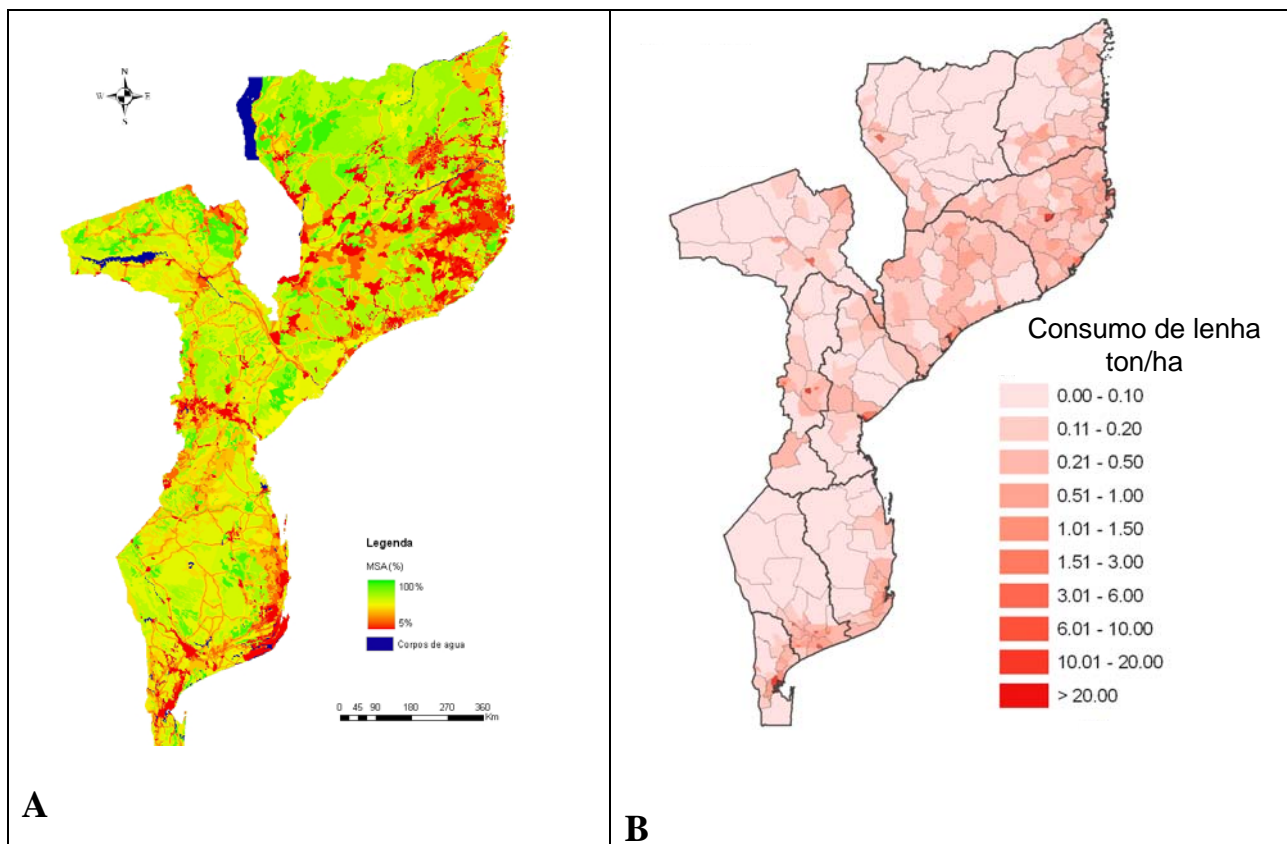 N
W E
S
Legenda
MSA (%)
100%
5%
Corpos de agua
0 45 90 180 270 360
Km
A
Consumo de lenha
ton/ha
0.00 - 0.10
0.11 - 0.20
0.21 - 0.50
0.51 - 1.00
1.01 - 1.50
1.51 - 3.00
3.01 - 6.00
6.01 - 10.00
10.01 - 20.00
> 20.00
B